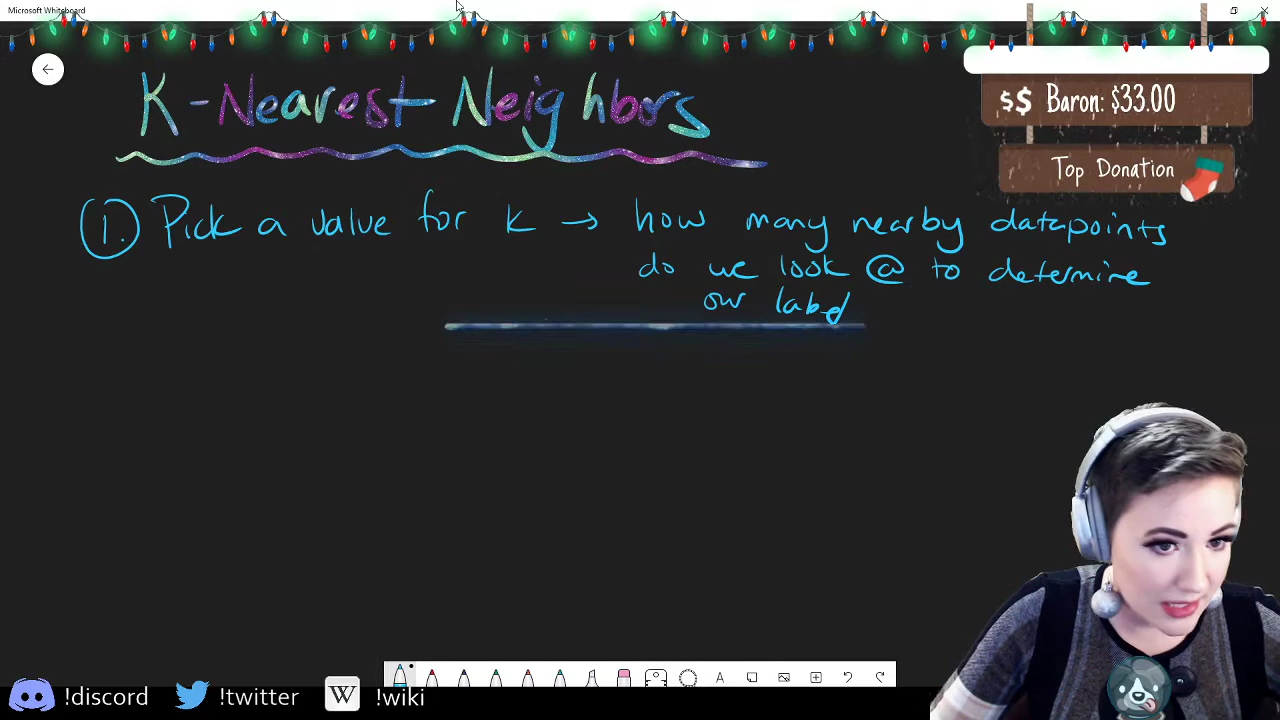 Microsoft Whiteboard
K-Nearest Neighbors
$$ Baron: $33.00
Top Donation
1. Pick a value for k → how many nearby datapoints
do we look @ to determine
our label
A
!discord
!twitter
W !wiki